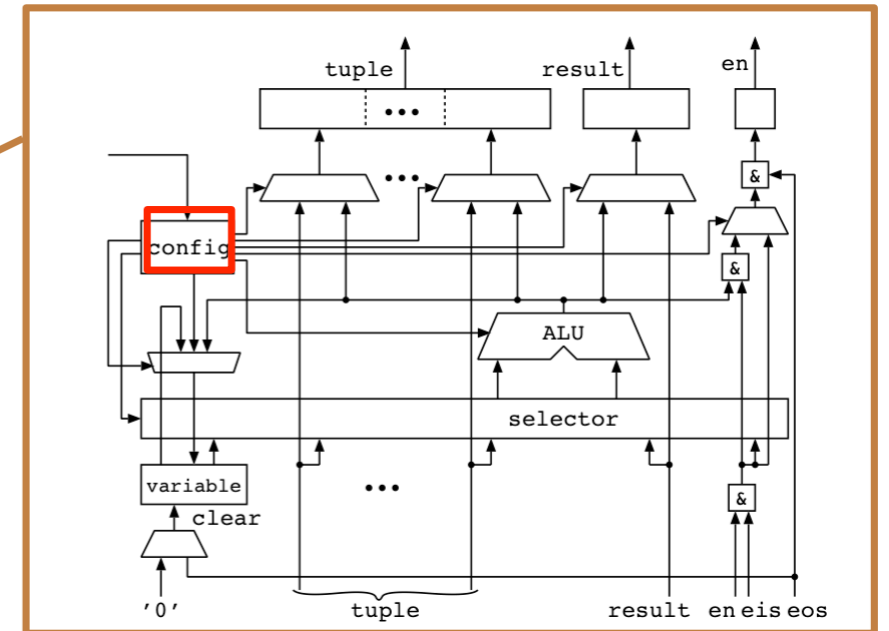 tuple result en
•••
••• &
config
&
ALU
selector
variable ••• &
clear
'0' tuple result en eis eos